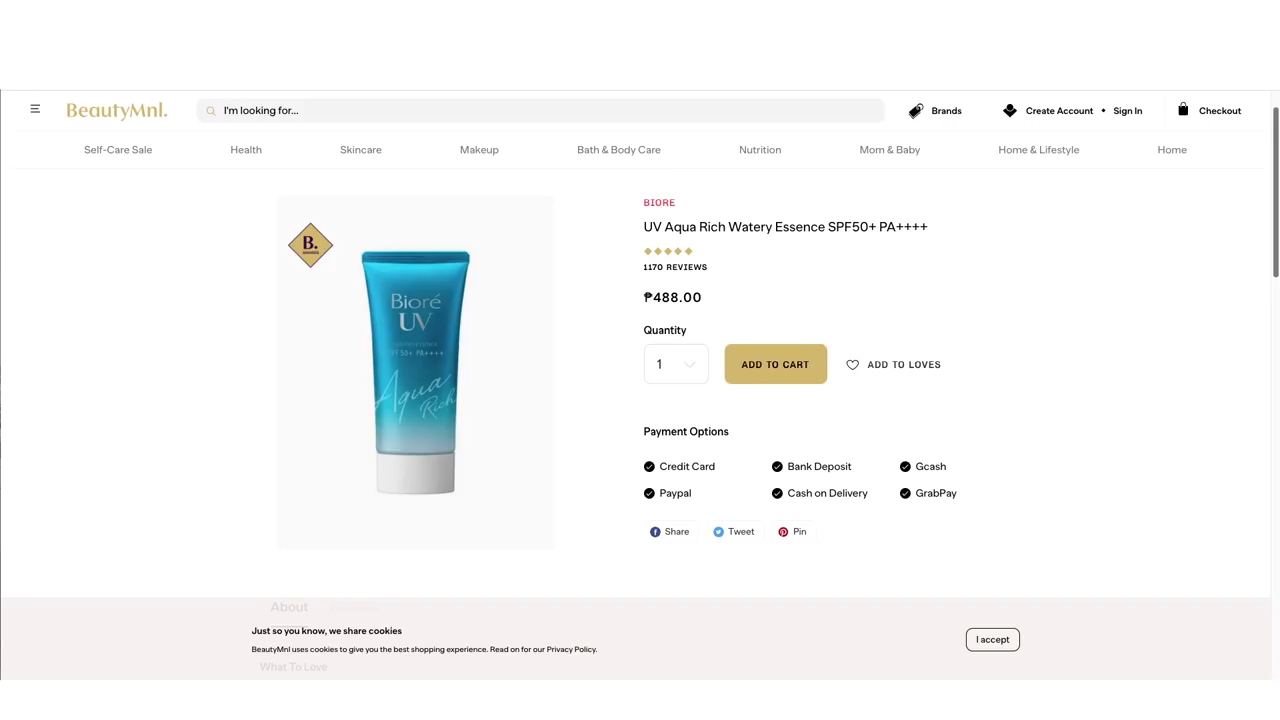 BeautyMnl.
I'm looking for...
Brands
Create Account • Sign In
Checkout
Self-Care Sale
Health
Skincare
Makeup
Bath & Body Care
Nutrition
Mom & Baby
Home & Lifestyle
Home
B.
Bioré
UV
SPF50+ PA++++
Aqua
Rich
BIORE
UV Aqua Rich Watery Essence SPF50+ PA++++
1170 REVIEWS
₱488.00
Quantity
1
ADD TO CART
ADD TO LOVES
Payment Options
Credit Card
Bank Deposit
Gcash
Paypal
Cash on Delivery
GrabPay
Share
Tweet
Pin
About
Just so you know, we share cookies
BeautyMnl uses cookies to give you the best shopping experience. Read on for our Privacy Policy.
I accept
What To Love